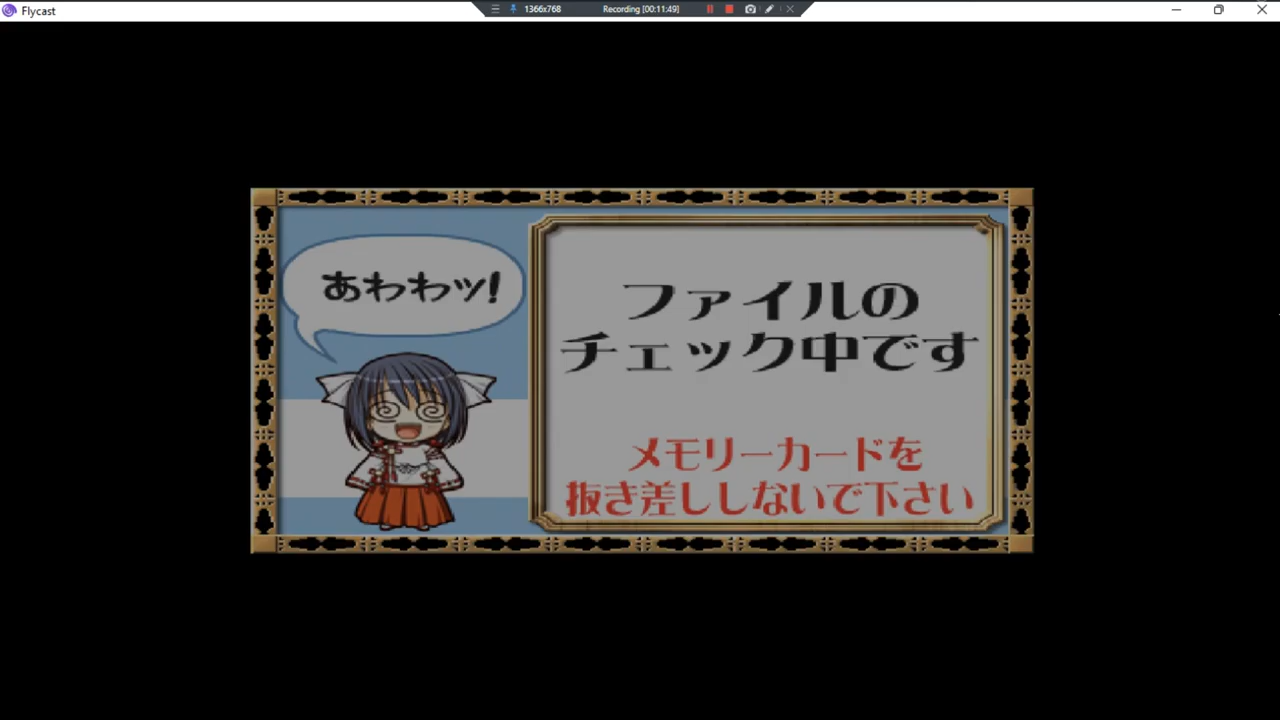 Flycast
1366x768
Recording [00:11:49]
あわわッ!
ファイルの
チェック中です
メモリーカードを
抜き差ししないで下さい